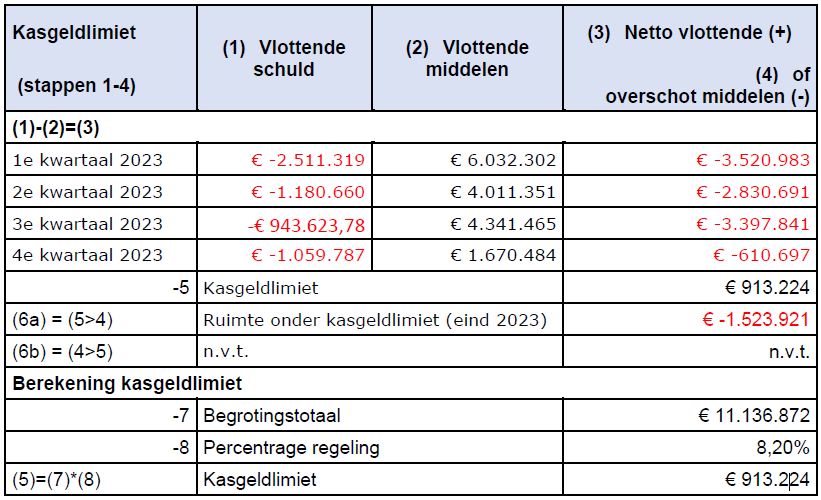 Kasgeldlimiet (1) Vlottende (2) Vlottende (3) Netto vlottende (+)
schuld middelen
(stappen 1-4) (4) of
overschot middelen (-)
(1)-(2)=(3)
1e kwartaal 2023 € -2.511.319 € 6.032.302 € -3.520.983
2e kwartaal 2023 € -1.180.660 € 4.011.351 € -2.830.691
3e kwartaal 2023 -€ 943.623,78 € 4.341.465 € -3.397.841
4e kwartaal 2023 € -1.059.787 € 1.670.484 € -610.697
-5 Kasgeldlimiet € 913.224
(6a) = (5>4) Ruimte onder kasgeldlimiet (eind 2023) € -1.523.921
(6b) = (4>5) n.v.t. n.v.t.
Berekening kasgeldlimiet
-7 Begrotingstotaal € 11.136.872
-8 Percentrage regeling 8,20%
(5)=(7)*(8) Kasgeldlimiet € 913.224